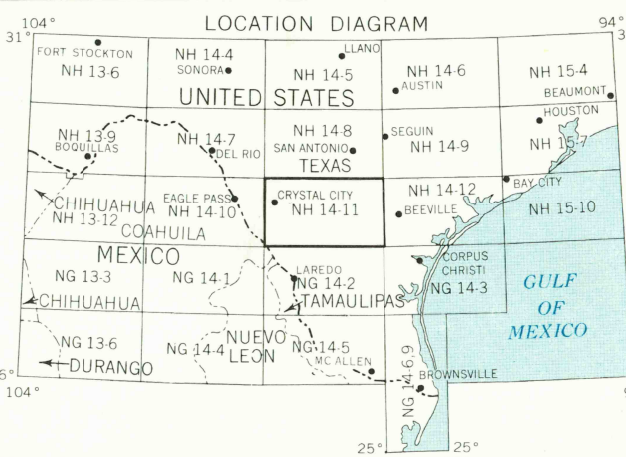 LOCATION DIAGRAM
104°
94°
31°
3
FORT STOCKTON
NH 13-6
NH 14-4
SONORA
LLANO
NH 14-5
NH 14-6
AUSTIN
NH 15-4
BEAUMONT
UNITED STATES
HOUSTON
NH 13-9
BOQUILLAS
NH 14-7
DEL RIO
NH 14-8
SAN ANTONIO
TEXAS
SEGUIN
NH 14-9
NH 15-7
CHIHUAHUA
NH 13-12
COAHUILA
EAGLE PASS
NH 14-10
CRYSTAL CITY
NH 14-11
NH 14-12
BEEVILLE
BAY CITY
NH 15-10
MEXICO
NG 13-3
CHIHUAHUA
NG 14-1
LAREDO
NG 14-2
TAMAULIPAS
CORPUS
CHRISTI
NG 14-3
GULF
OF
MEXICO
NG 13-6
DURANGO
NG 14-4
NUEVO
LEON
NG 14-5
MC ALLEN
NG 14-6,9
BROWNSVILLE
6°
104°
9
25°
25°